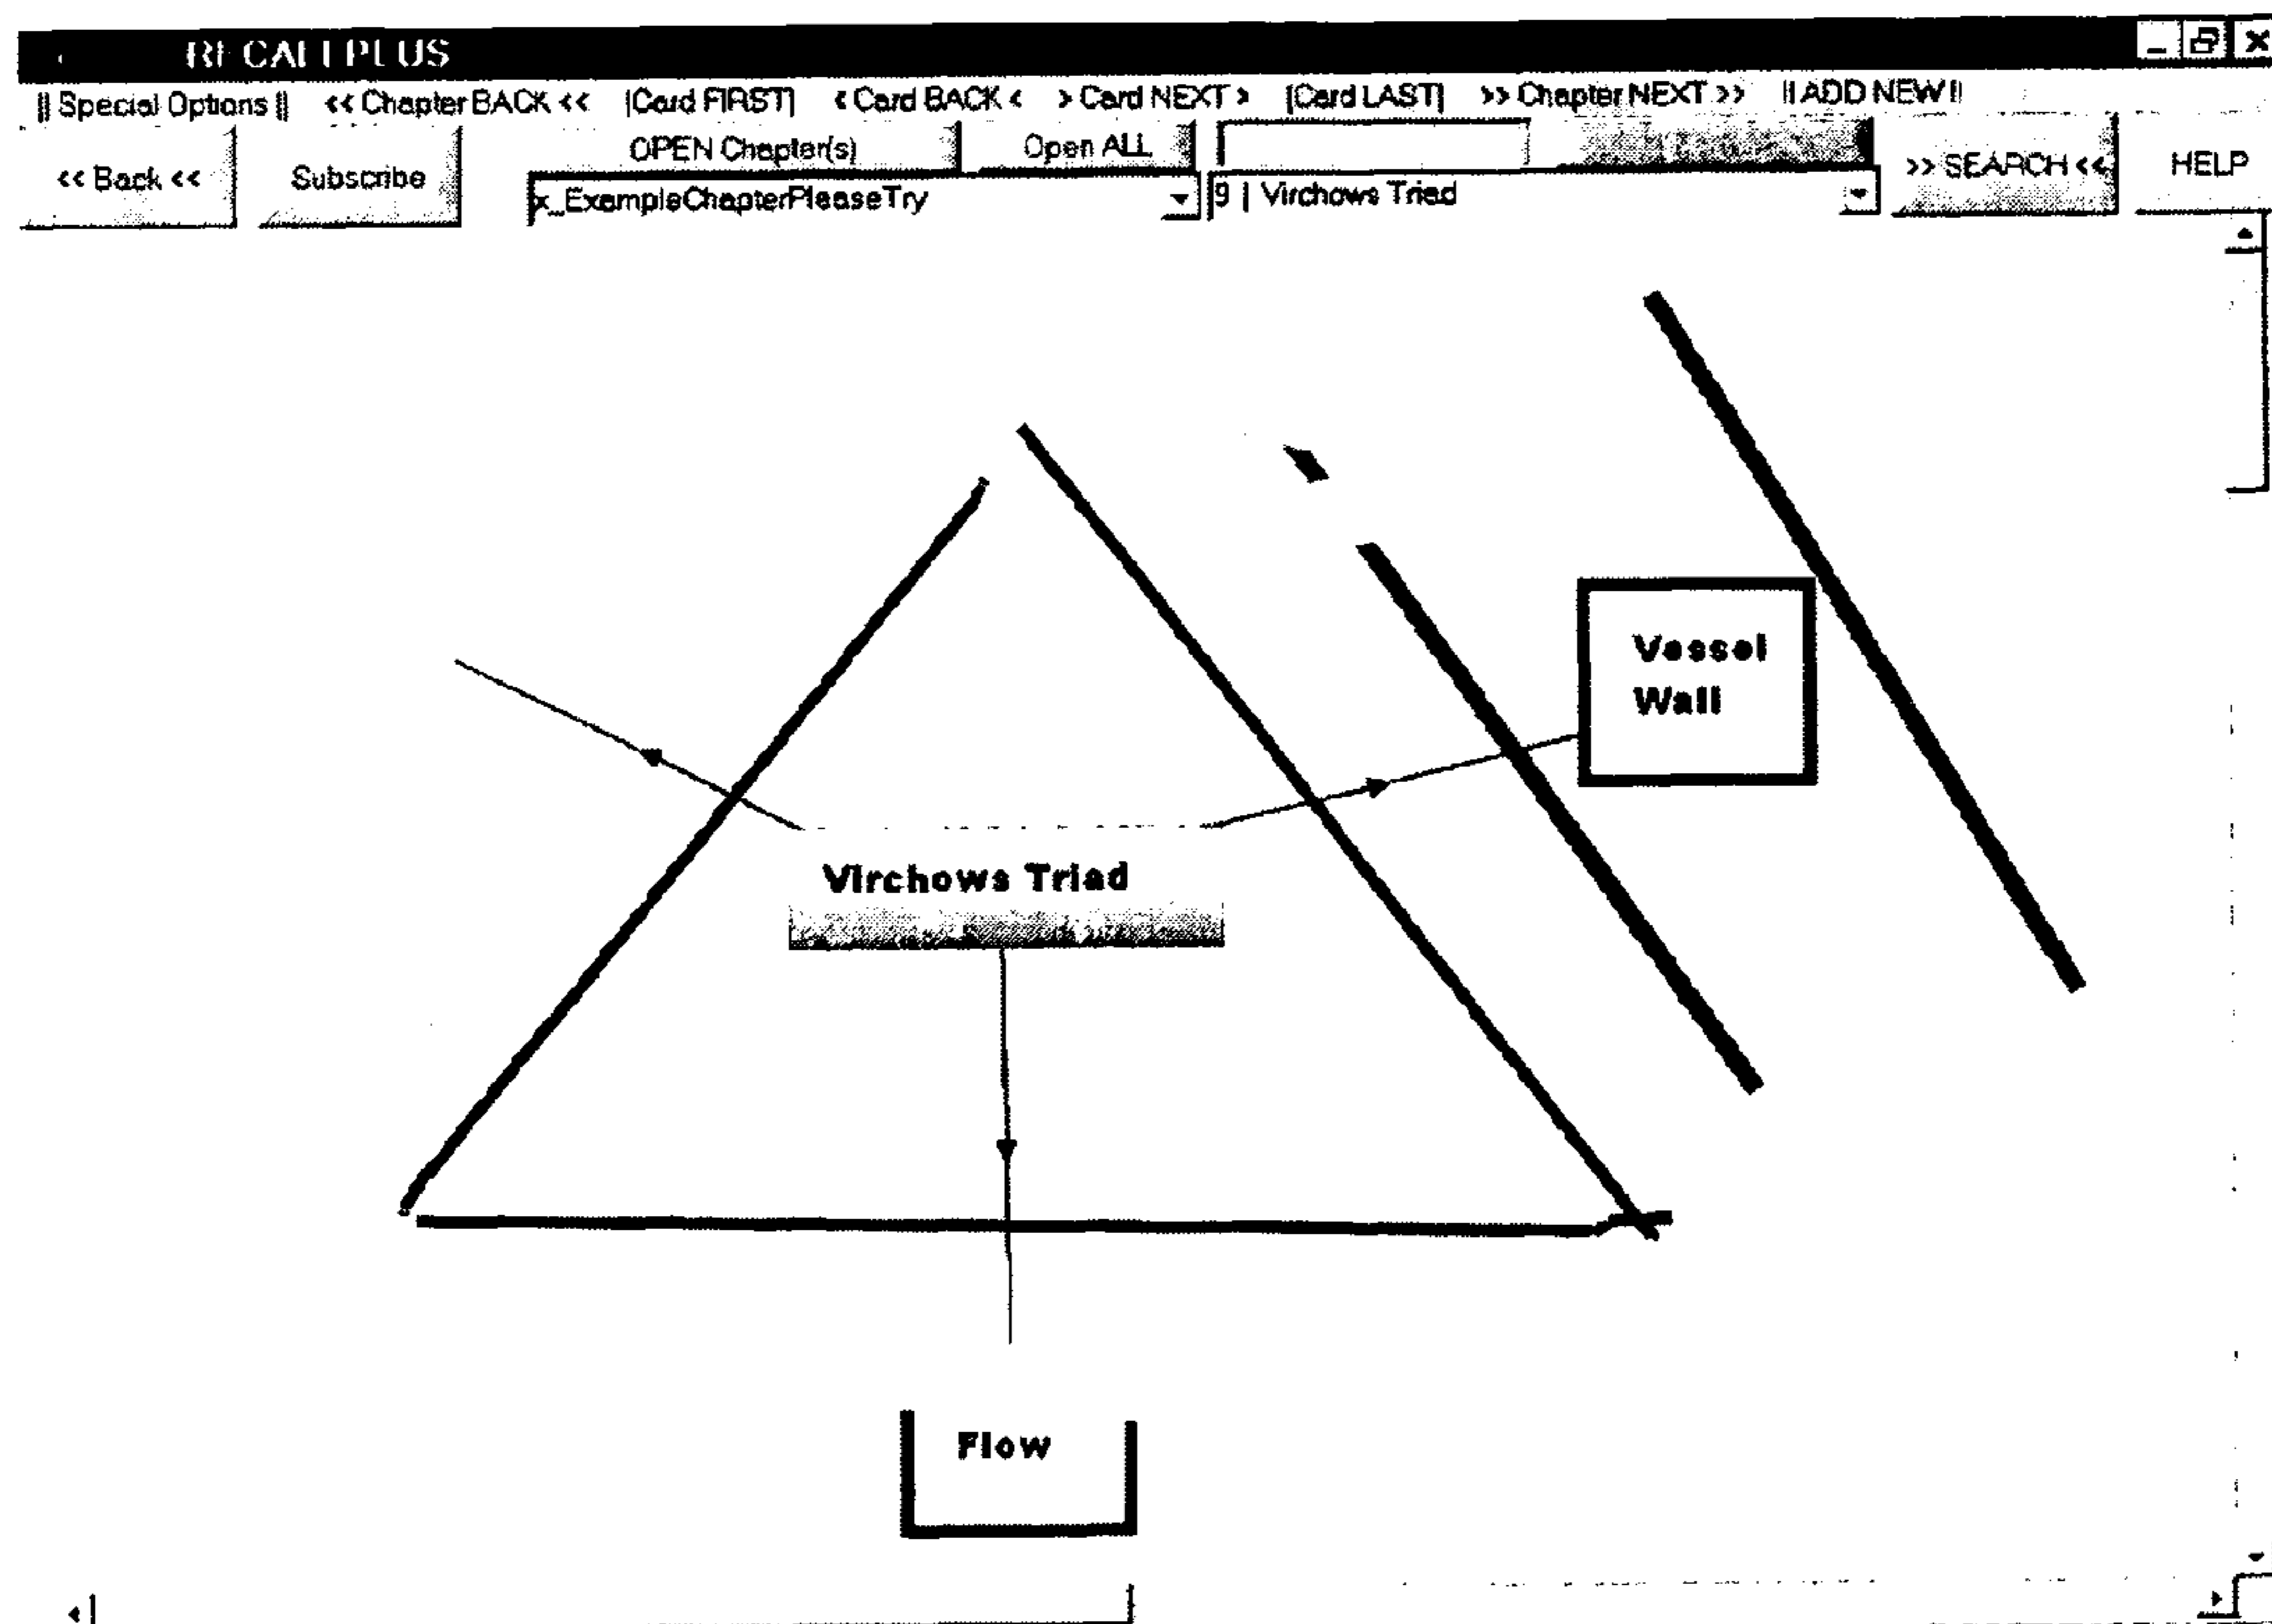 RECALLPLUS
|| Special Options || << Chapter BACK << |Card FIRST| < Card BACK < > Card NEXT > |Card LAST| >> Chapter NEXT >> || ADD NEW ||
<< Back << Subscribe OPEN Chapter(s) Open ALL >> SEARCH << HELP
x_ExampleChapterPleaseTry 9 | Virchows Triad
Vessel
Wall
Virchows Triad
Flow